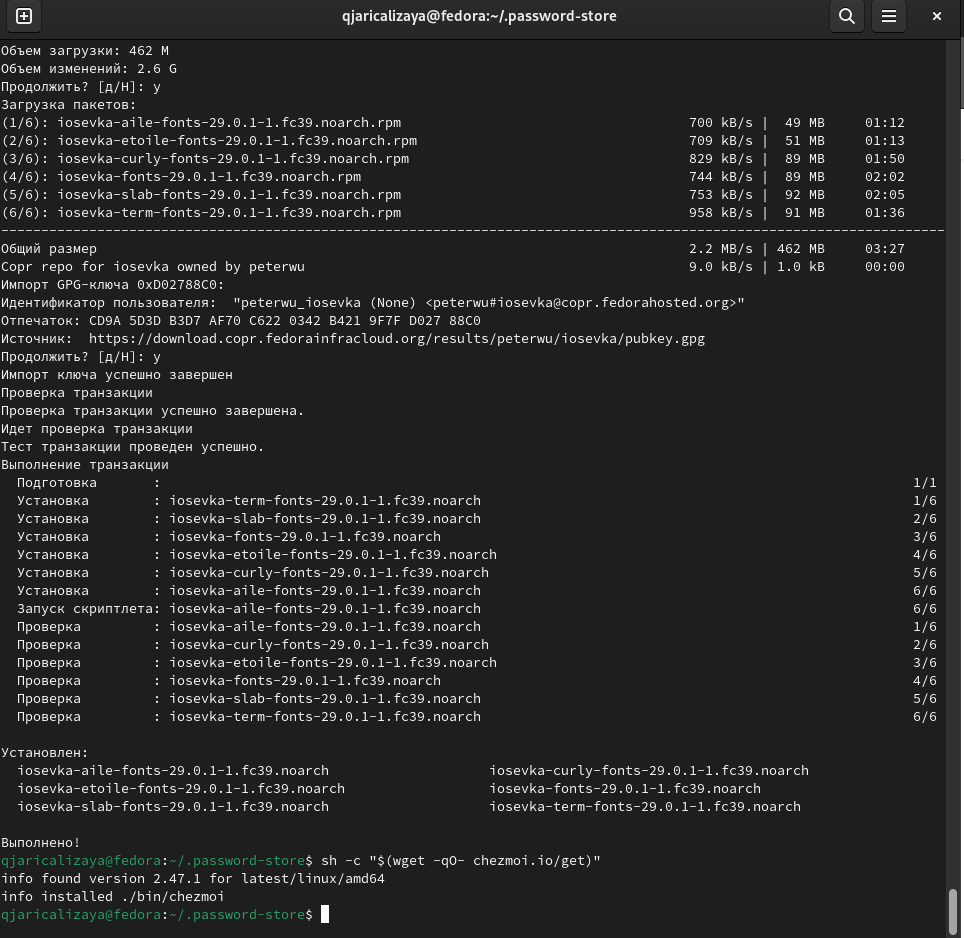 qjaricalizaya@fedora:~/.password-store
Объем загрузки: 462 M
Объем изменений: 2.6 G
Продолжить? [д/Н]: y
Загрузка пакетов:
(1/6): iosevka-aile-fonts-29.0.1-1.fc39.noarch.rpm 700 kB/s | 49 MB 01:12
(2/6): iosevka-etoile-fonts-29.0.1-1.fc39.noarch.rpm 709 kB/s | 51 MB 01:13
(3/6): iosevka-curly-fonts-29.0.1-1.fc39.noarch.rpm 829 kB/s | 89 MB 01:50
(4/6): iosevka-fonts-29.0.1-1.fc39.noarch.rpm 744 kB/s | 89 MB 02:02
(5/6): iosevka-slab-fonts-29.0.1-1.fc39.noarch.rpm 753 kB/s | 92 MB 02:05
(6/6): iosevka-term-fonts-29.0.1-1.fc39.noarch.rpm 958 kB/s | 91 MB 01:36
--------------------------------------------------------------------------------
Общий размер 2.2 MB/s | 462 MB 03:27
Copr repo for iosevka owned by peterwu 9.0 kB/s | 1.0 kB 00:00
Импорт GPG-ключа 0xD02788C0:
Идентификатор пользователя: "peterwu_iosevka (None) <peterwu#iosevka@copr.fedorahosted.org>"
Отпечаток: CD9A 5D3D B3D7 AF70 C622 0342 B421 9F7F D027 88C0
Источник: https://download.copr.fedorainfracloud.org/results/peterwu/iosevka/pubkey.gpg
Продолжить? [д/Н]: y
Импорт ключа успешно завершен
Проверка транзакции
Проверка транзакции успешно завершена.
Идет проверка транзакции
Тест транзакции проведен успешно.
Выполнение транзакции
Подготовка : 1/1
Установка : iosevka-term-fonts-29.0.1-1.fc39.noarch 1/6
Установка : iosevka-slab-fonts-29.0.1-1.fc39.noarch 2/6
Установка : iosevka-fonts-29.0.1-1.fc39.noarch 3/6
Установка : iosevka-etoile-fonts-29.0.1-1.fc39.noarch 4/6
Установка : iosevka-curly-fonts-29.0.1-1.fc39.noarch 5/6
Установка : iosevka-aile-fonts-29.0.1-1.fc39.noarch 6/6
Запуск скриптлета: iosevka-aile-fonts-29.0.1-1.fc39.noarch 6/6
Проверка : iosevka-aile-fonts-29.0.1-1.fc39.noarch 1/6
Проверка : iosevka-curly-fonts-29.0.1-1.fc39.noarch 2/6
Проверка : iosevka-etoile-fonts-29.0.1-1.fc39.noarch 3/6
Проверка : iosevka-fonts-29.0.1-1.fc39.noarch 4/6
Проверка : iosevka-slab-fonts-29.0.1-1.fc39.noarch 5/6
Проверка : iosevka-term-fonts-29.0.1-1.fc39.noarch 6/6
Установлен:
iosevka-aile-fonts-29.0.1-1.fc39.noarch iosevka-curly-fonts-29.0.1-1.fc39.noarch
iosevka-etoile-fonts-29.0.1-1.fc39.noarch iosevka-fonts-29.0.1-1.fc39.noarch
iosevka-slab-fonts-29.0.1-1.fc39.noarch iosevka-term-fonts-29.0.1-1.fc39.noarch
Выполнено!
qjaricalizaya@fedora:~/.password-store$ sh -c "$(wget -qO- chezmoi.io/get)"
info found version 2.47.1 for latest/linux/amd64
info installed ./bin/chezmoi
qjaricalizaya@fedora:~/.password-store$